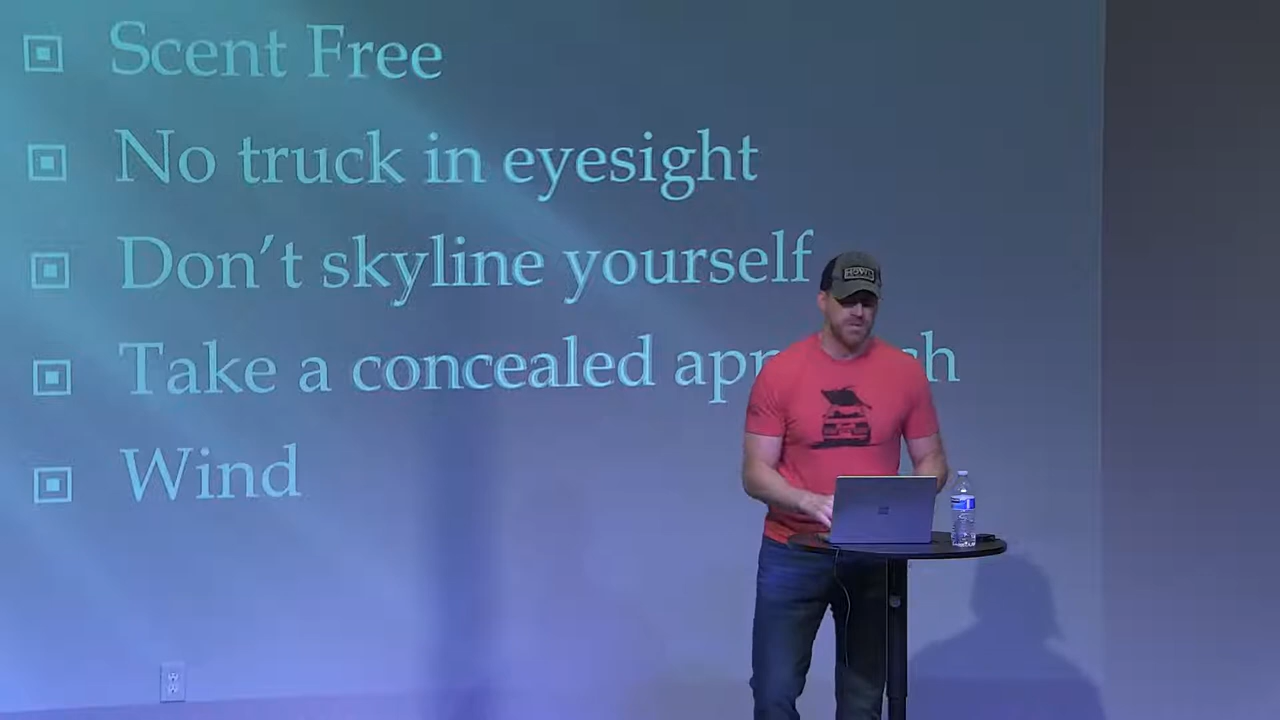 Scent Free
No truck in eyesight
Don't skyline yourself
Take a concealed
Wind